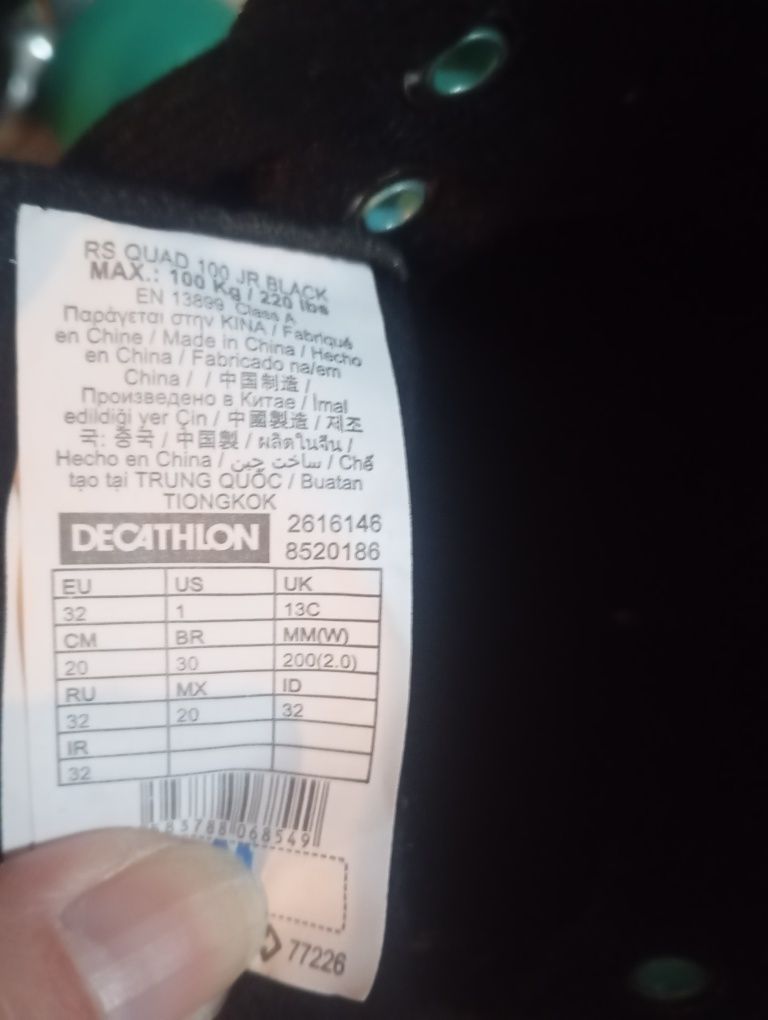 RS QUAD 100 JR BLACK
MAX.: 100 Kg / 220 lbs
EN 13899 Class A
Παράγεται στην ΚΙΝΑ / Fabriqué
en Chine / Made in China / Hecho
en China / Fabricado na/em
China / / 中国制造 /
Произведено в Китае / Imal
edildiği yer Çin / 中國製造 / 제조
국: 중국 / 中国製 / ผลิตในจีน /
Hecho en China / ساخت چین / Chế
tạo tại TRUNG QUỐC / Buatan
TIONGKOK
DECATHLON 2616146
8520186
EU US UK
32 1 13C
CM BR MM(W)
20 30 200(2.0)
RU MX ID
32 20 32
IR
32
583788 068549
77226